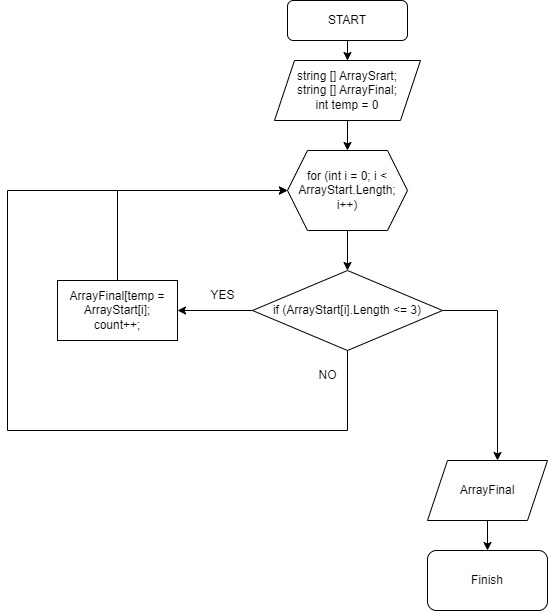 START
string [] ArraySrart;
string [] ArrayFinal;
int temp = 0
for (int i = 0; i <
ArrayStart.Length;
i++)
ArrayFinal[temp =
ArrayStart[i];
count++;
YES
if (ArrayStart[i].Length <= 3)
NO
ArrayFinal
Finish